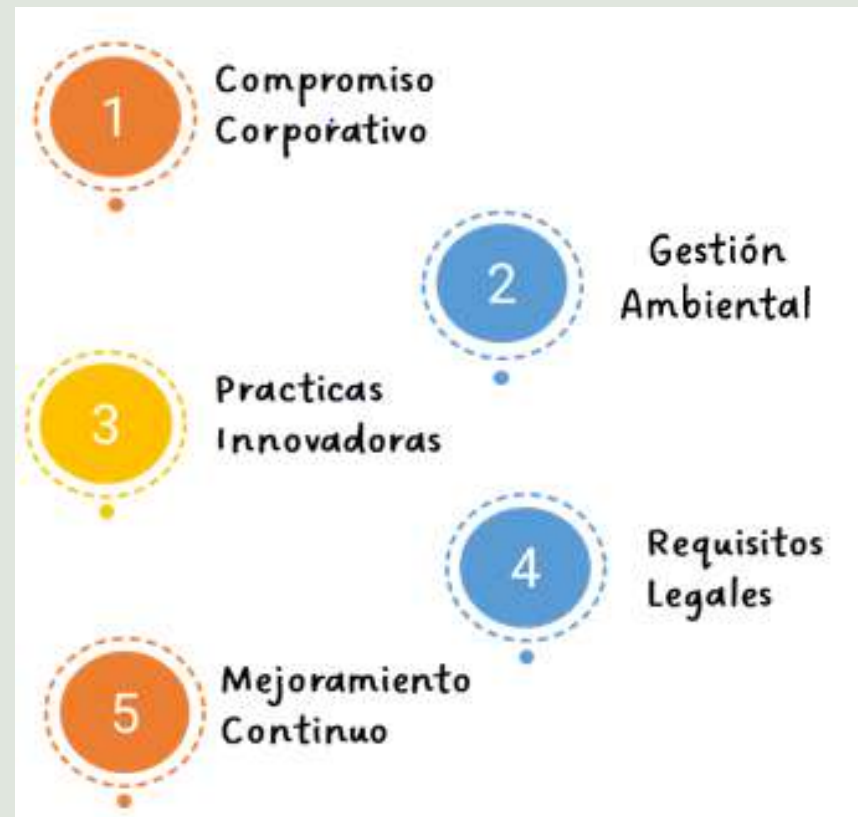 1
Compromiso
Corporativo
2
Gestión
Ambiental
3
Practicas
Innovadoras
4
Requisitos
Legales
5
Mejoramiento
Continuo